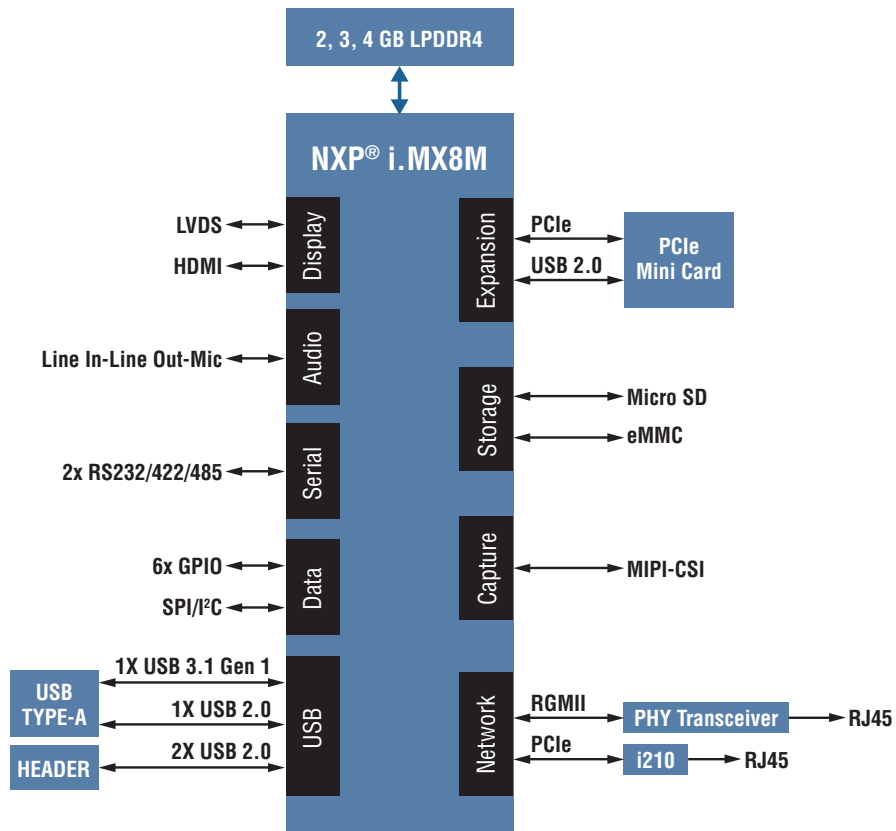 2, 3, 4 GB LPDDR4
NXP® i.MX8M
Display
LVDS
HDMI
Audio
Line In-Line Out-Mic
Serial
2x RS232/422/485
Data
6x GPIO
SPI/I²C
USB
1X USB 3.1 Gen 1
1X USB 2.0
2X USB 2.0
USB
TYPE-A
HEADER
Expansion
PCIe
USB 2.0
PCIe
Mini Card
Storage
Micro SD
eMMC
Capture
MIPI-CSI
Network
RGMII
PHY Transceiver
RJ45
PCIe
i210
RJ45